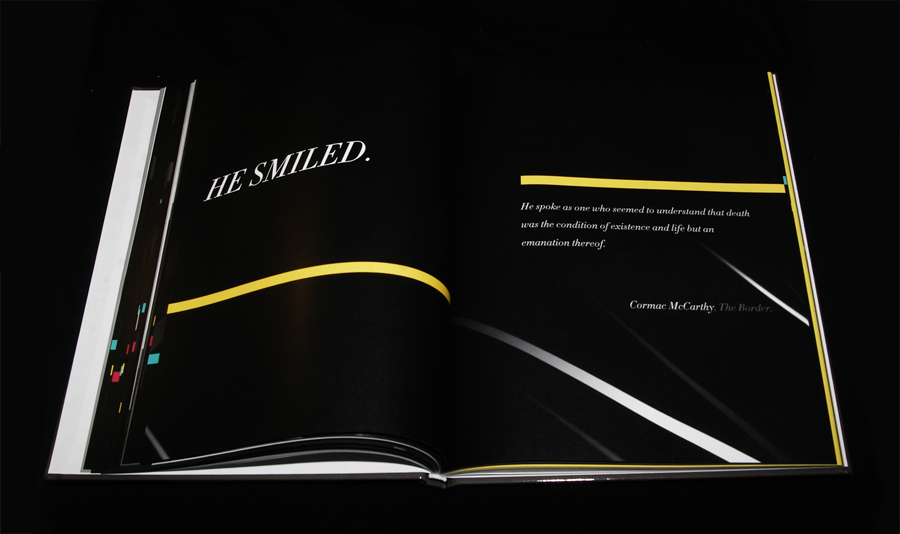 HE SMILED.
He spoke as one who seemed to understand that death
was the condition of existence and life but an
emanation thereof.
Cormac McCarthy. The Border.